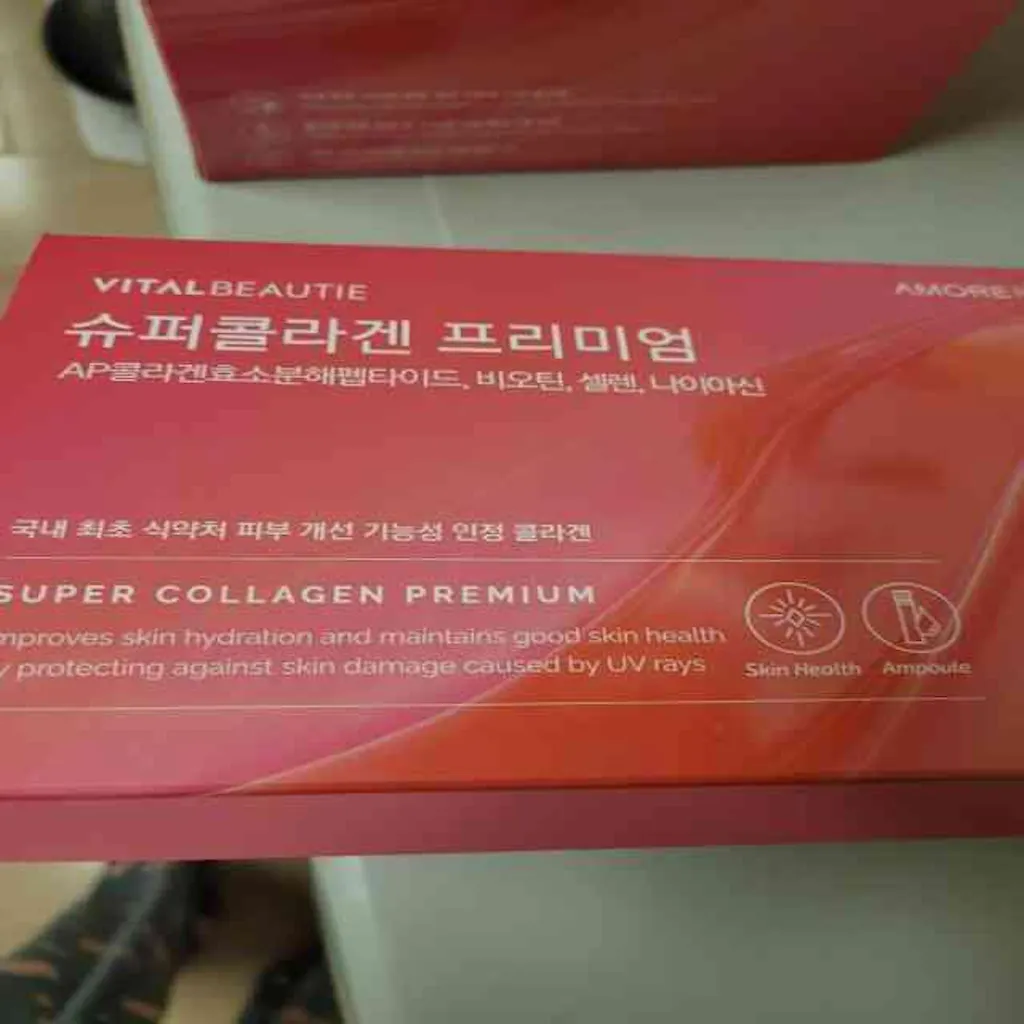 VITALBEAUTIE
AMORE
슈퍼콜라겐 프리미엄
AP콜라겐효소분해펩타이드, 비오틴, 셀렌, 나이아신
국내 최초 식약처 피부 개선 기능성 인정 콜라겐
SUPER COLLAGEN PREMIUM
mproves skin hydration and maintains good skin health
y protecting against skin damage caused by UV rays
Skin Health
Ampoule